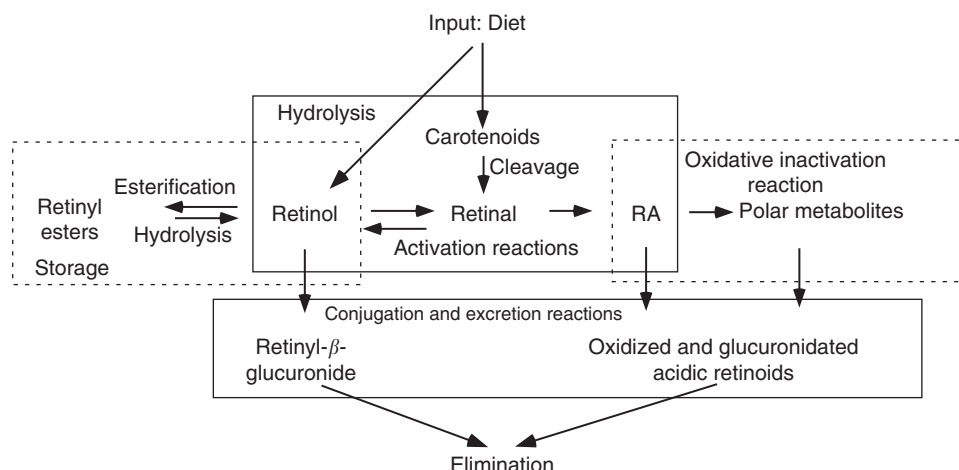 Input: Diet
Hydrolysis
Carotenoids
Cleavage
Oxidative inactivation
reaction
Esterification
Retinyl
esters
Hydrolysis
Storage
Retinol
Retinal
Activation reactions
RA
Polar metabolites
Conjugation and excretion reactions
Retinyl-β-
glucuronide
Oxidized and glucuronidated
acidic retinoids
Elimination